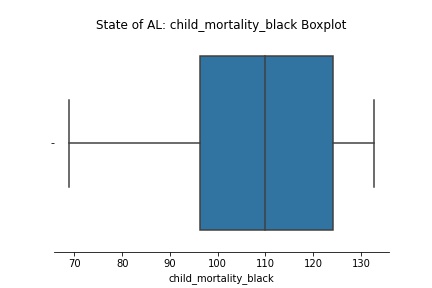 State of AL: child_mortality_black Boxplot
-
70 80 90 100 110 120 130
child_mortality_black